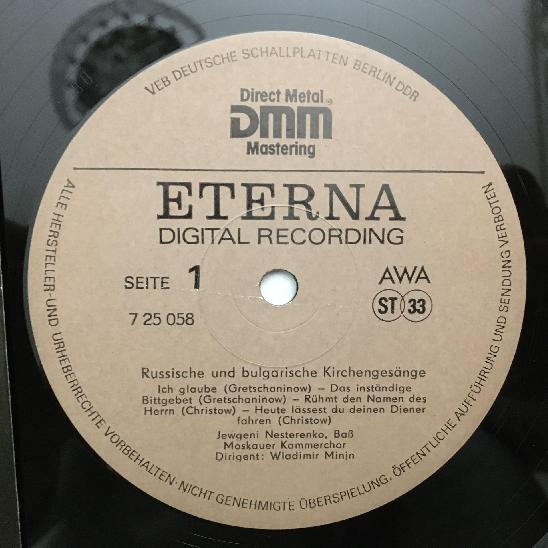 VEB DEUTSCHE SCHALLPLATTEN BERLIN DDR
Direct Metal
DMM®
Mastering
ETERNA
DIGITAL RECORDING
SEITE 1
AWA
7 25 058
ST 33
Russische und bulgarische Kirchengesänge
Ich glaube (Gretschaninow) – Das inständige
Bittgebet (Gretschaninow) – Rühmt den Namen des
Herrn (Christow) – Heute lässest du deinen Diener
fahren (Christow)
Jewgeni Nesterenko, Baß
Moskauer Kammerchor
Dirigent: Wladimir Minjn
ALLE HERSTELLER- UND URHEBERRECHTE VORBEHALTEN · NICHT GENEHMIGTE ÜBERSPIELUNG, ÖFFENTLICHE AUFFÜHRUNG UND SENDUNG VERBOTEN